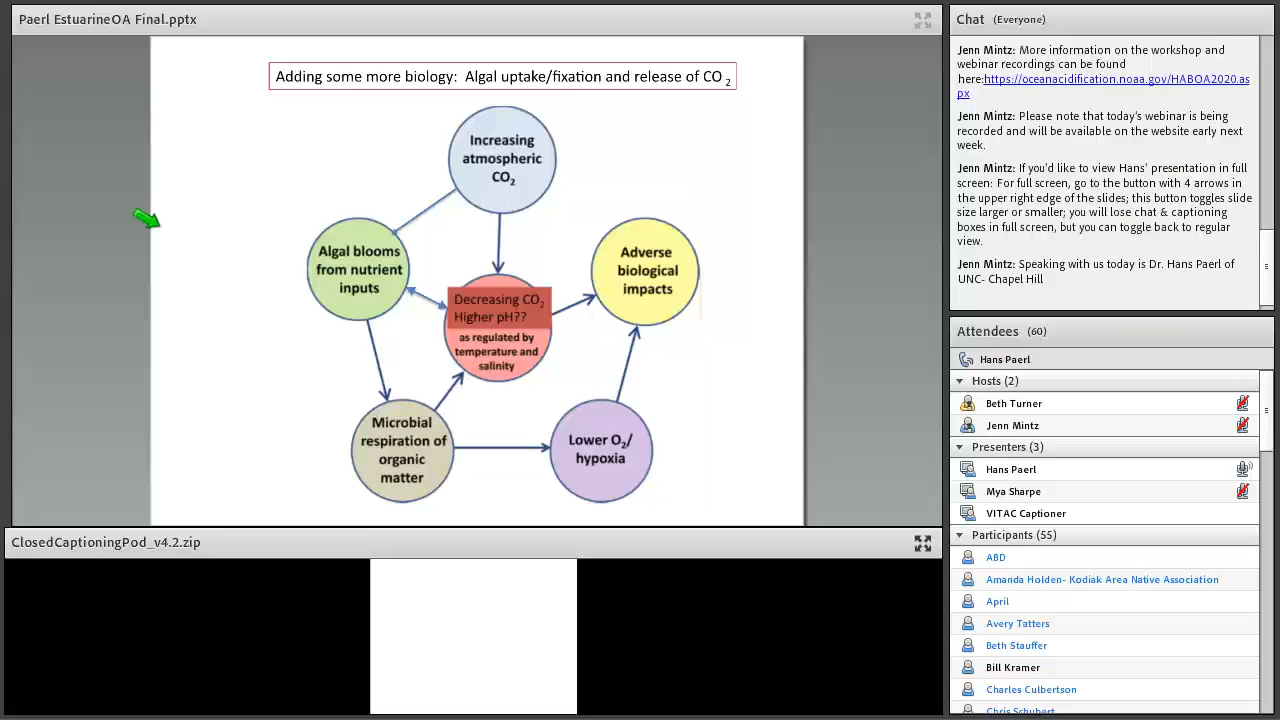 Paerl EstuarineOA Final.pptx
Adding some more biology: Algal uptake/fixation and release of CO2
Increasing
atmospheric
CO2
Algal blooms
from nutrient
inputs
Adverse
biological
impacts
Decreasing CO2
Higher pH??
as regulated by
temperature and
salinity
Microbial
respiration of
organic
matter
Lower O2/
hypoxia
ClosedCaptioningPod_v4.2.zip
Chat (Everyone)
Jenn Mintz: More information on the workshop and
webinar recordings can be found
here:https://oceanacidification.noaa.gov/HABOA2020.as
px
Jenn Mintz: Please note that today's webinar is being
recorded and will be available on the website early next
week.
Jenn Mintz: If you'd like to view Hans' presentation in full
screen: For full screen, go to the button with 4 arrows in
the upper right edge of the slides; this button toggles slide
size larger or smaller; you will lose chat & captioning
boxes in full screen, but you can toggle back to regular
view.
Jenn Mintz: Speaking with us today is Dr. Hans Paerl of
UNC- Chapel Hill
Attendees (60)
Hans Paerl
Hosts (2)
Beth Turner
Jenn Mintz
Presenters (3)
Hans Paerl
Mya Sharpe
VITAC Captioner
Participants (55)
ABD
Amanda Holden- Kodiak Area Native Association
April
Avery Tatters
Beth Stauffer
Bill Kramer
Charles Culbertson
Chris Schubert